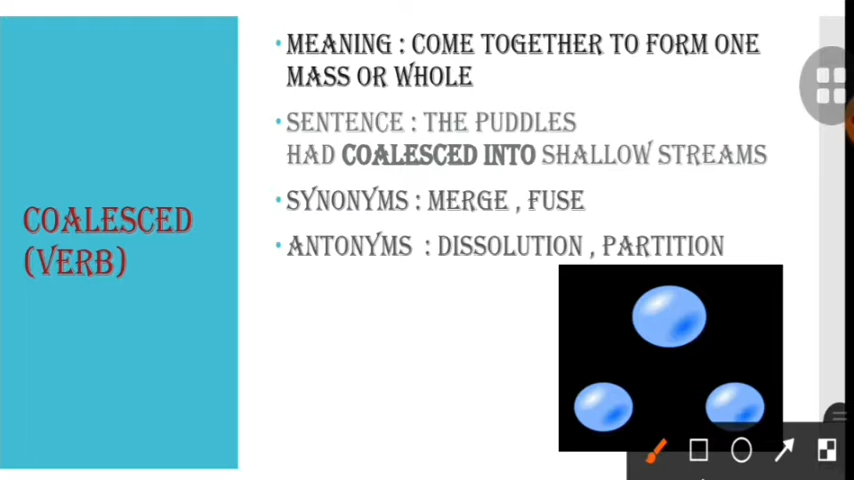 • MEANING : COME TOGETHER TO FORM ONE
MASS OR WHOLE
• SENTENCE : THE PUDDLES
HAD COALESCED INTO SHALLOW STREAMS
• SYNONYMS : MERGE , FUSE
• ANTONYMS : DISSOLUTION , PARTITION
COALESCED
(VERB)